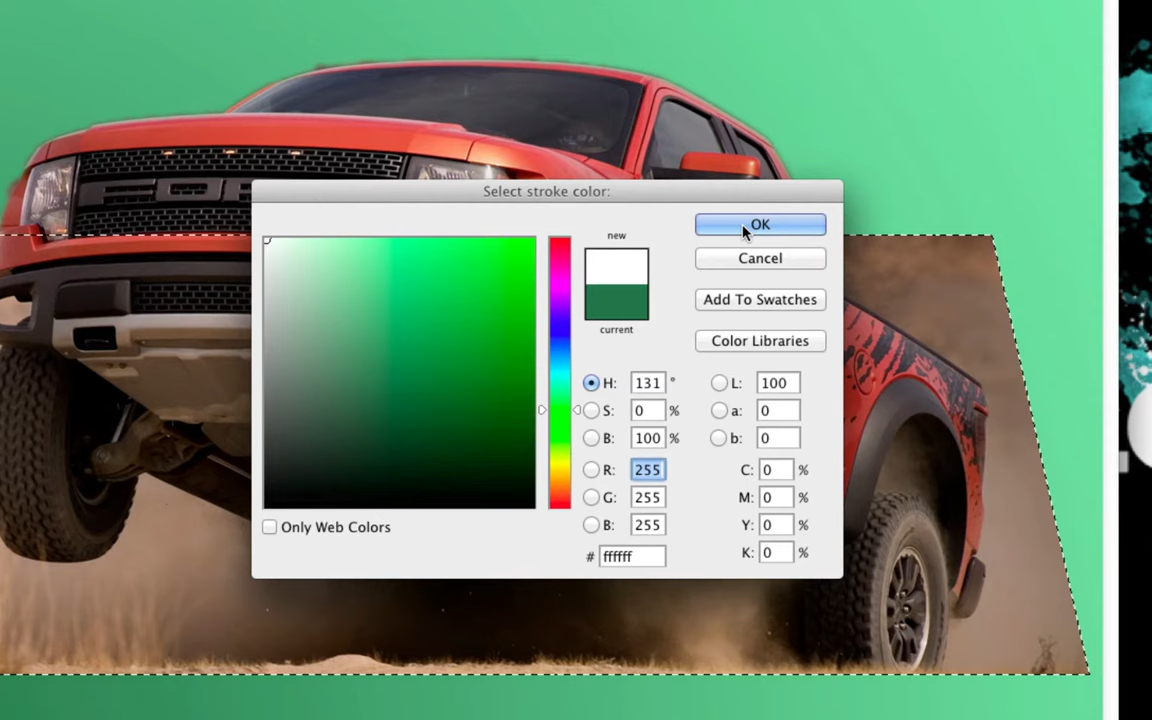 Select stroke color:
new
OK
current
Cancel
Add To Swatches
Color Libraries
H: 131 °
S: 0 %
B: 100 %
L: 100
a: 0
b: 0
R: 255
G: 255
B: 255
# ffffff
C: 0 %
M: 0 %
Y: 0 %
K: 0 %
Only Web Colors